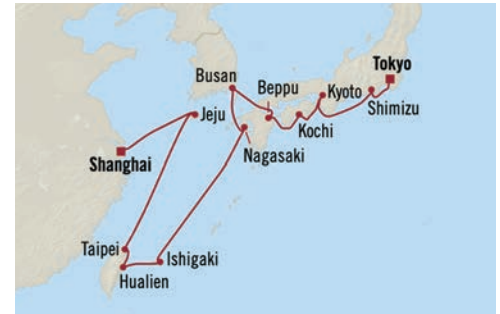 Tokyo
Busan
Beppu
Kyoto
Jeju
Shimizu
Kochi
Shanghai
Nagasaki
Taipei
Ishigaki
Hualien